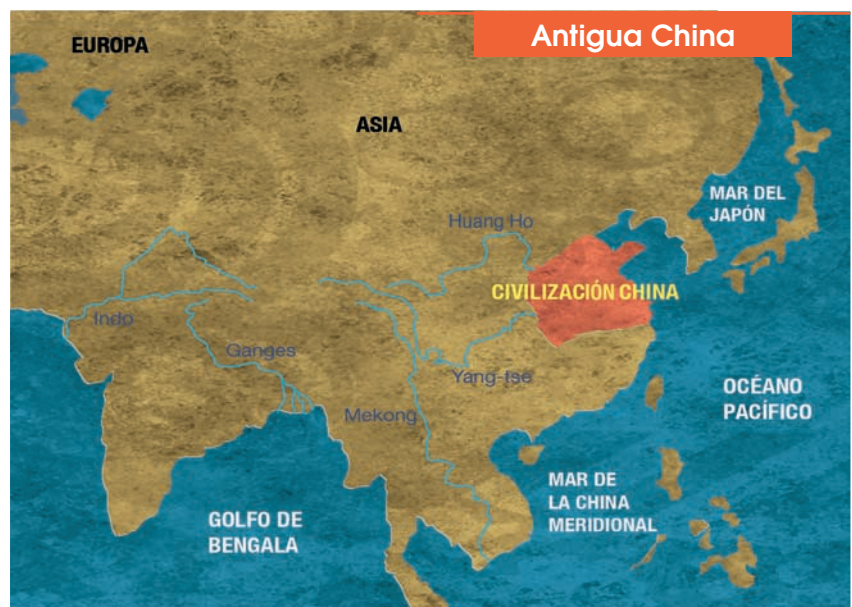 Antigua China
EUROPA
ASIA
MAR DEL
JAPÓN
Huang Ho
CIVILIZACIÓN CHINA
Indo
Ganges
Yang-tse
Mekong
OCÉANO
PACÍFICO
MAR DE
LA CHINA
MERIDIONAL
GOLFO DE
BENGALA